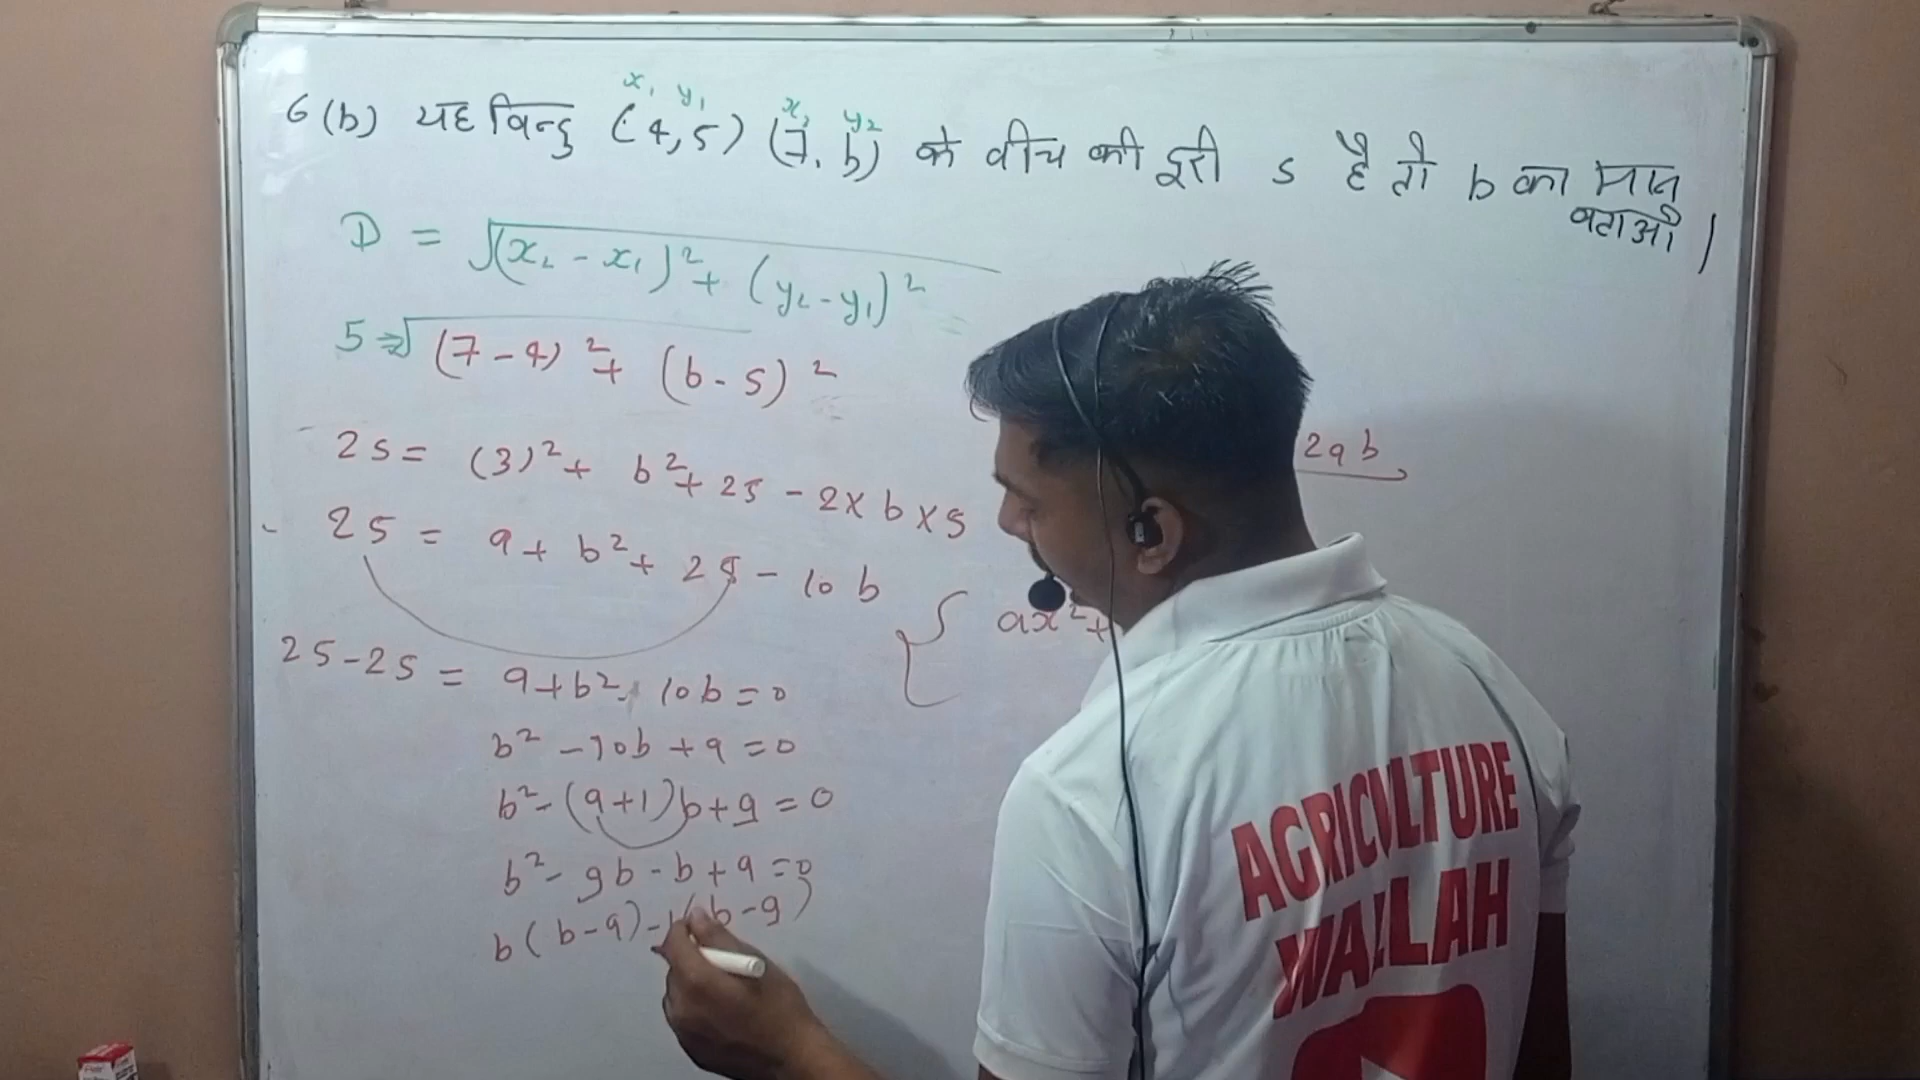 x₁ y₁ x₂ y₂
6 (b) यह विन्दु (4,5) (7, b) के वीच की दूरी 5 है तो b का मान
वताओ ।
D = √(x₂ - x₁)² + (y₂ - y₁)²
5 = √(7 - 4)² + (b - 5)²
2ab
25 = (3)² + b² + 25 - 2 × b × 5
25 = 9 + b² + 25 - 10b
ax² +
25 - 25 = 9 + b² - 10b = 0
b² - 10b + 9 = 0
b² - (9+1)b + 9 = 0
b² - 9b - b + 9 = 0
b(b - 9) - 1(b - 9)
AGRICULTURE
WALLAH